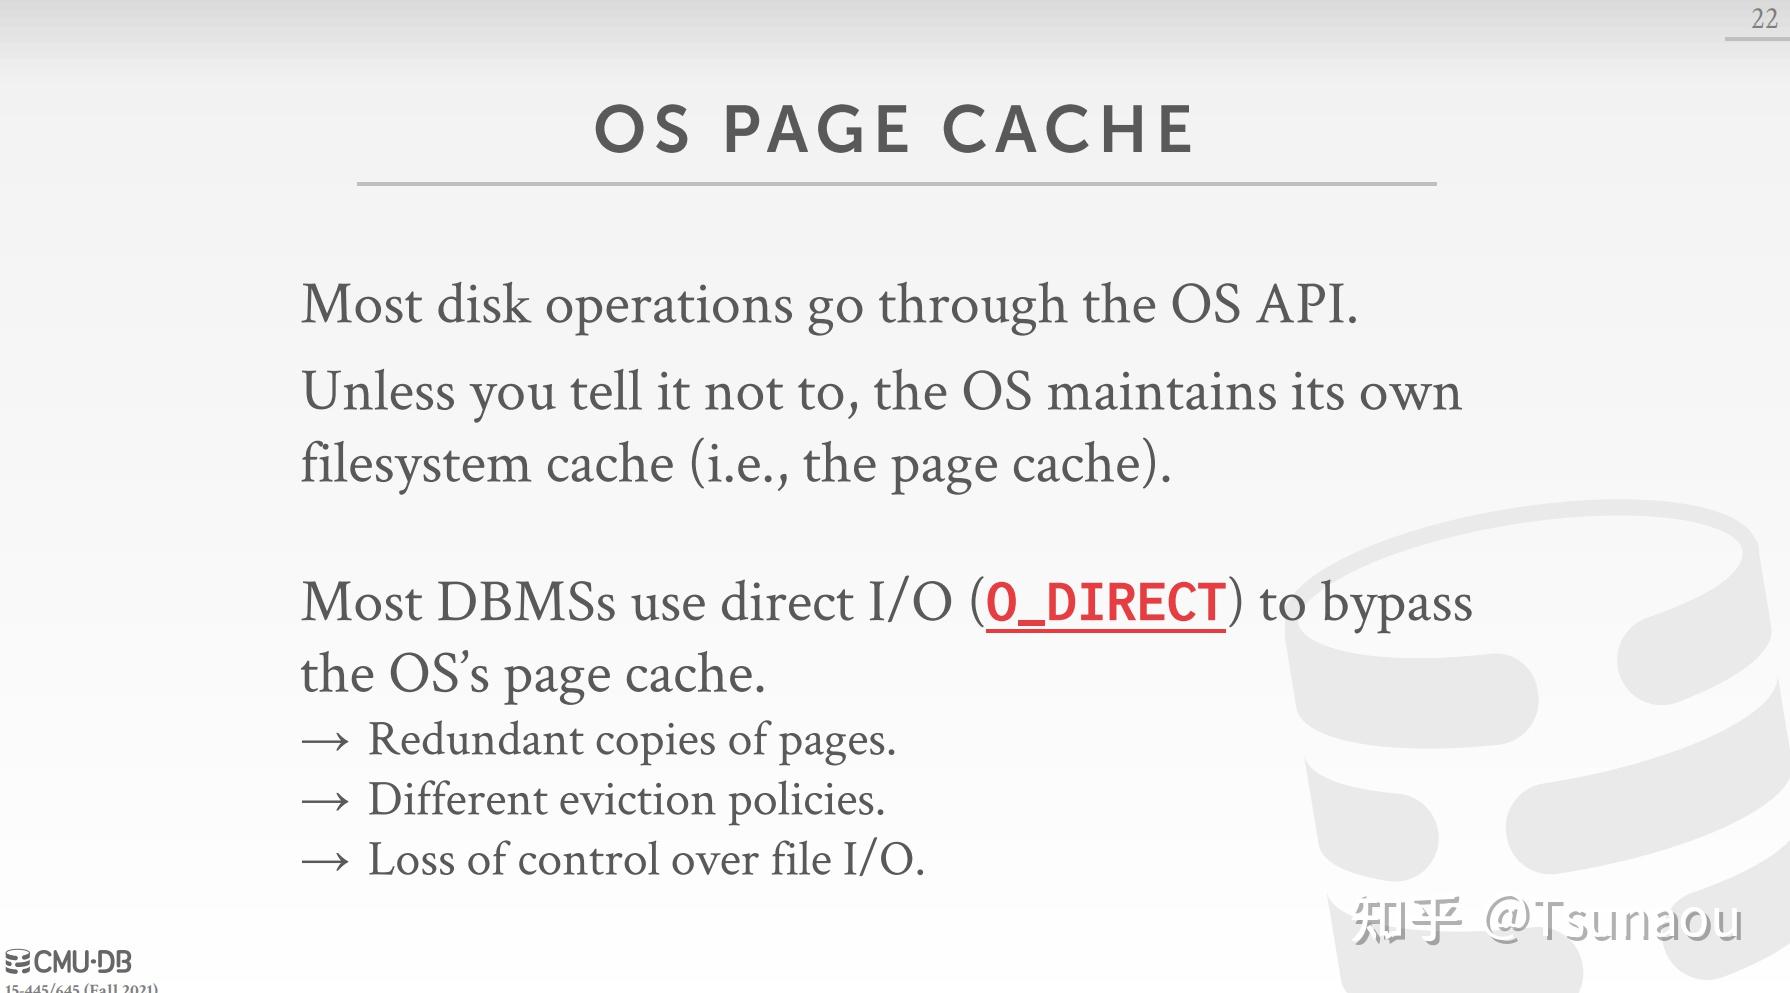 22
OS PAGE CACHE
Most disk operations go through the OS API.
Unless you tell it not to, the OS maintains its own
filesystem cache (i.e., the page cache).
Most DBMSs use direct I/O (O_DIRECT) to bypass
the OS’s page cache.
→ Redundant copies of pages.
→ Different eviction policies.
→ Loss of control over file I/O.
知乎 @Tsunaou
CMU·DB
15-445/645 (Fall 2021)